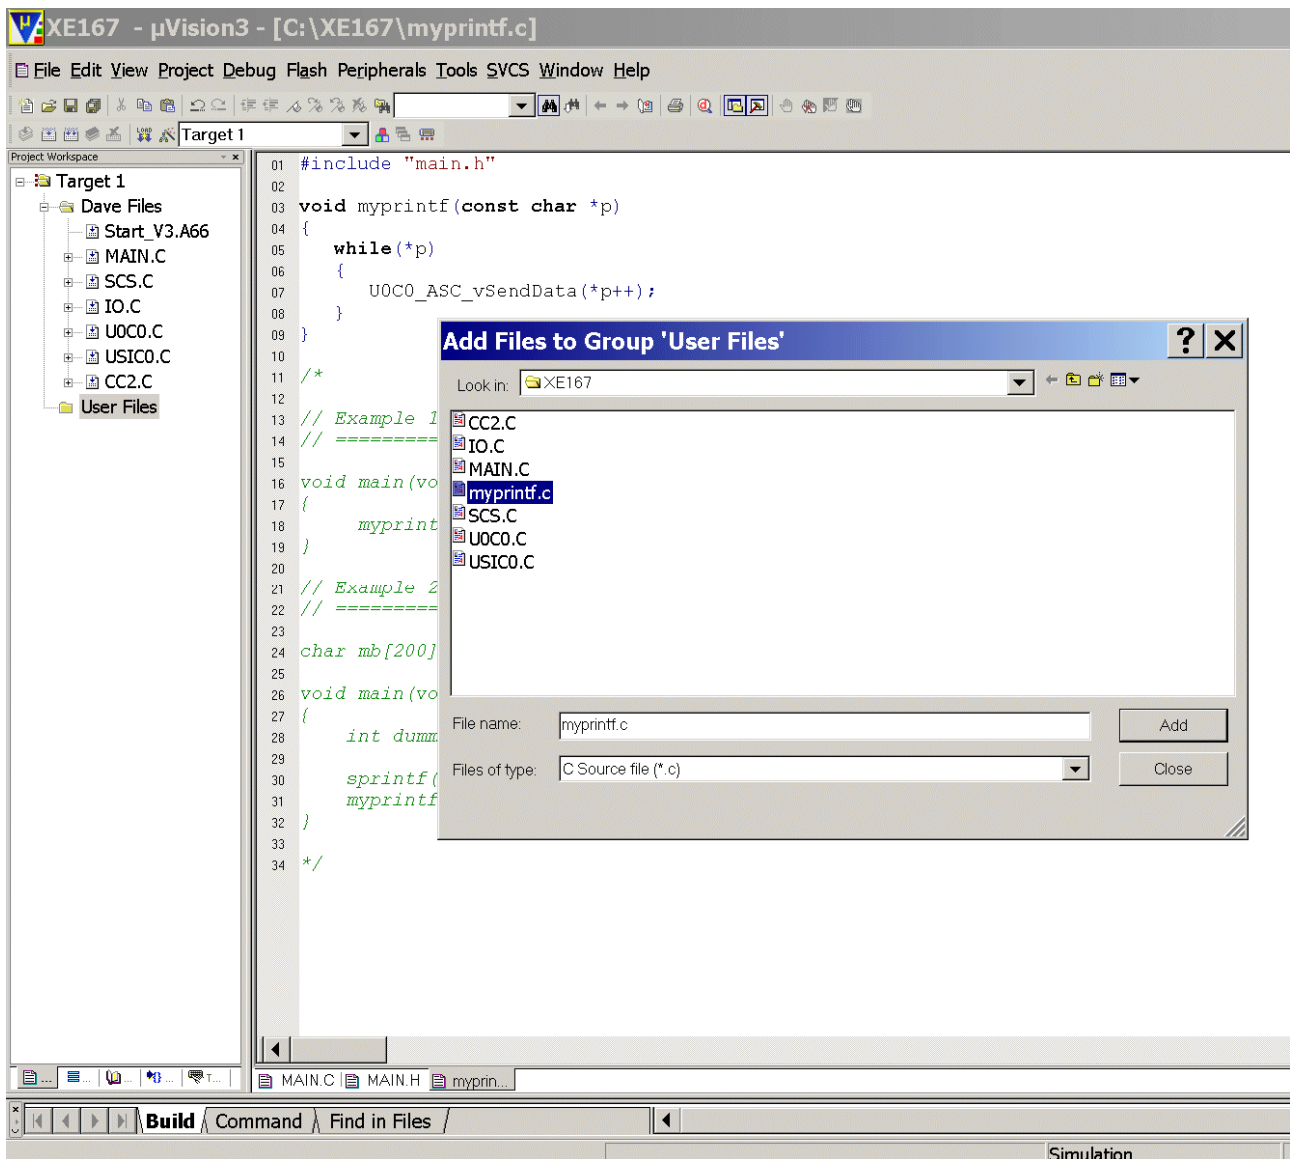 XE167 - µVision3 - [C:\XE167\myprintf.c]
File Edit View Project Debug Flash Peripherals Tools SVCS Window Help
Target 1
Project Workspace
Target 1
Dave Files
Start_V3.A66
MAIN.C
SCS.C
IO.C
U0C0.C
USIC0.C
CC2.C
User Files
01 #include "main.h"
02
03 void myprintf(const char *p)
04 {
05 while(*p)
06 {
07 U0C0_ASC_vSendData(*p++);
08 }
09 }
10
11 /*
12
13 // Example 1
14 // =========
15
16 void main(vo
17 {
18 myprint
19 }
20
21 // Example 2
22 // =========
23
24 char mb[200]
25
26 void main(vo
27 {
28 int dumm
29
30 sprintf(
31 myprintf
32 }
33
34 */
Add Files to Group 'User Files'
Look in: XE167
CC2.C
IO.C
MAIN.C
myprintf.c
SCS.C
U0C0.C
USIC0.C
File name: myprintf.c
Add
Files of type: C Source file (*.c)
Close
... ... ... ... T...
MAIN.C MAIN.H myprin...
Build Command Find in Files
Simulation